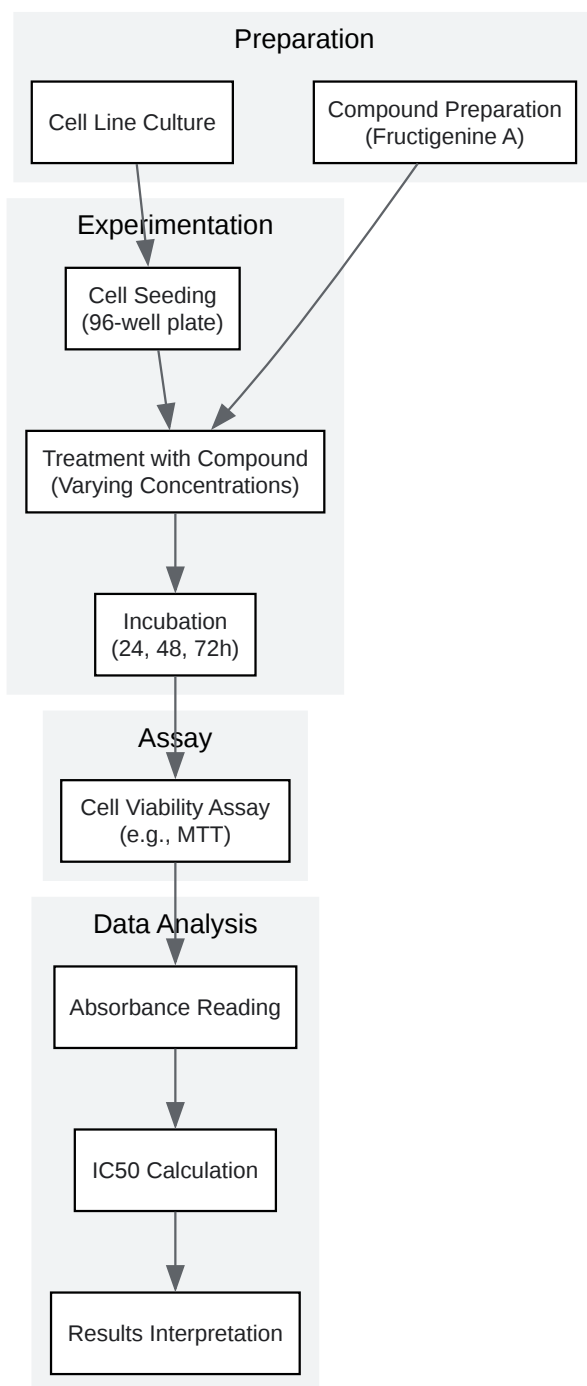 Preparation
Cell Line Culture
Compound Preparation
(Fructigenine A)
Experimentation
Cell Seeding
(96-well plate)
Treatment with Compound
(Varying Concentrations)
Incubation
(24, 48, 72h)
Assay
Cell Viability Assay
(e.g., MTT)
Data Analysis
Absorbance Reading
IC50 Calculation
Results Interpretation